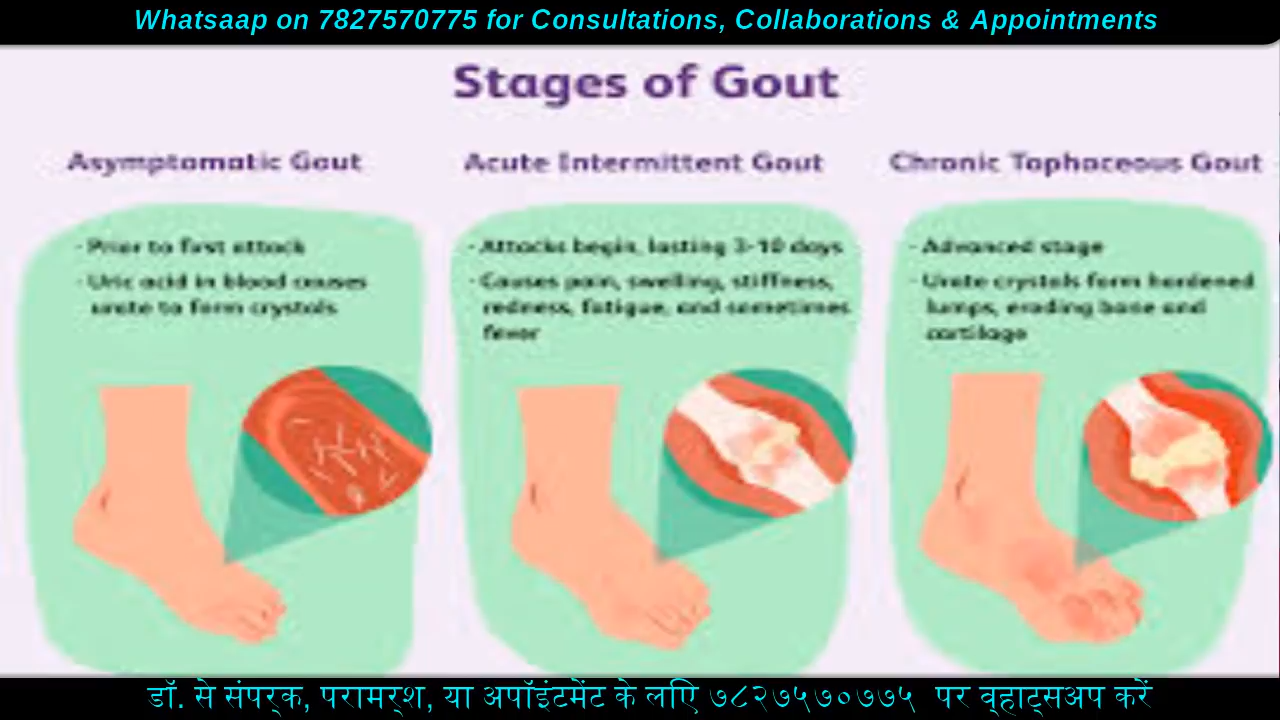 Whatsaap on 7827570775 for Consultations, Collaborations & Appointments
Stages of Gout
Asymptomatic Gout
· Prior to first attack
· Uric acid in blood causes
urate to form crystals
Acute Intermittent Gout
· Attacks begin, lasting 3-10 days
· Causes pain, swelling, stiffness,
redness, fatigue, and sometimes
fever
Chronic Tophaceous Gout
· Advanced stage
· Urate crystals form hardened
lumps, eroding bone and
cartilage
डॉ. से संपर्क, परामर्श, या अपॉइंटमेंट के लिए ७८२७५७०७७५ पर व्हाट्सअप करें